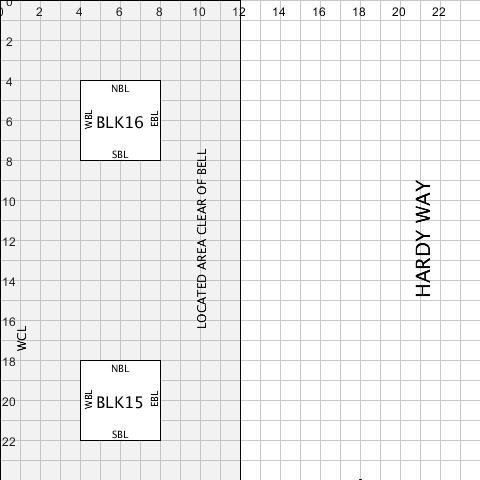 0 2 4 6 8 10 12 14 16 18 20 22
2
4
6
8
10
12
14
16
18
20
22
NBL
WBL BLK16 EBL
SBL
LOCATED AREA CLEAR OF BELL
HARDY WAY
WCL
NBL
WBL BLK15 EBL
SBL